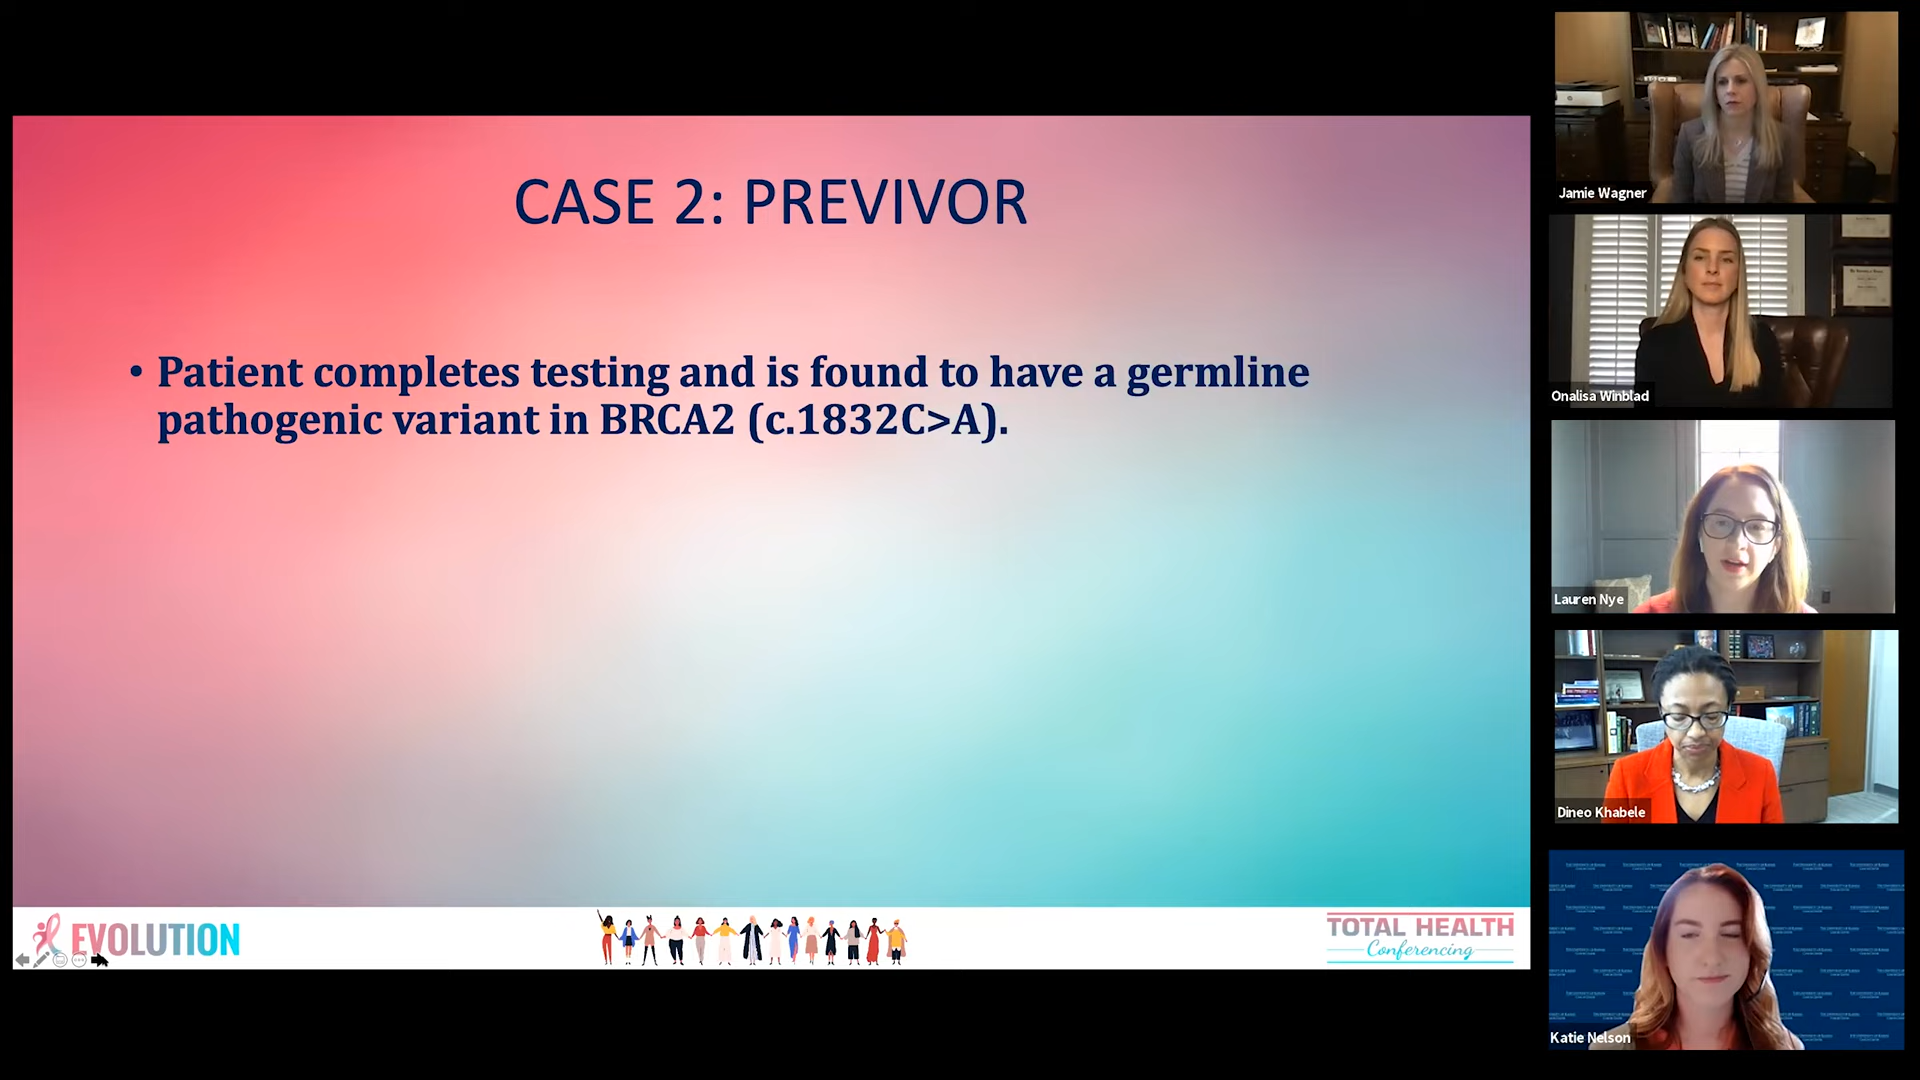 CASE 2: PREVIVOR
• Patient completes testing and is found to have a germline
pathogenic variant in BRCA2 (c.1832C>A).
EVOLUTION
TOTAL HEALTH
Conferencing
Jamie Wagner
Onalisa Winblad
Lauren Nye
Dineo Khabele
Katie Nelson